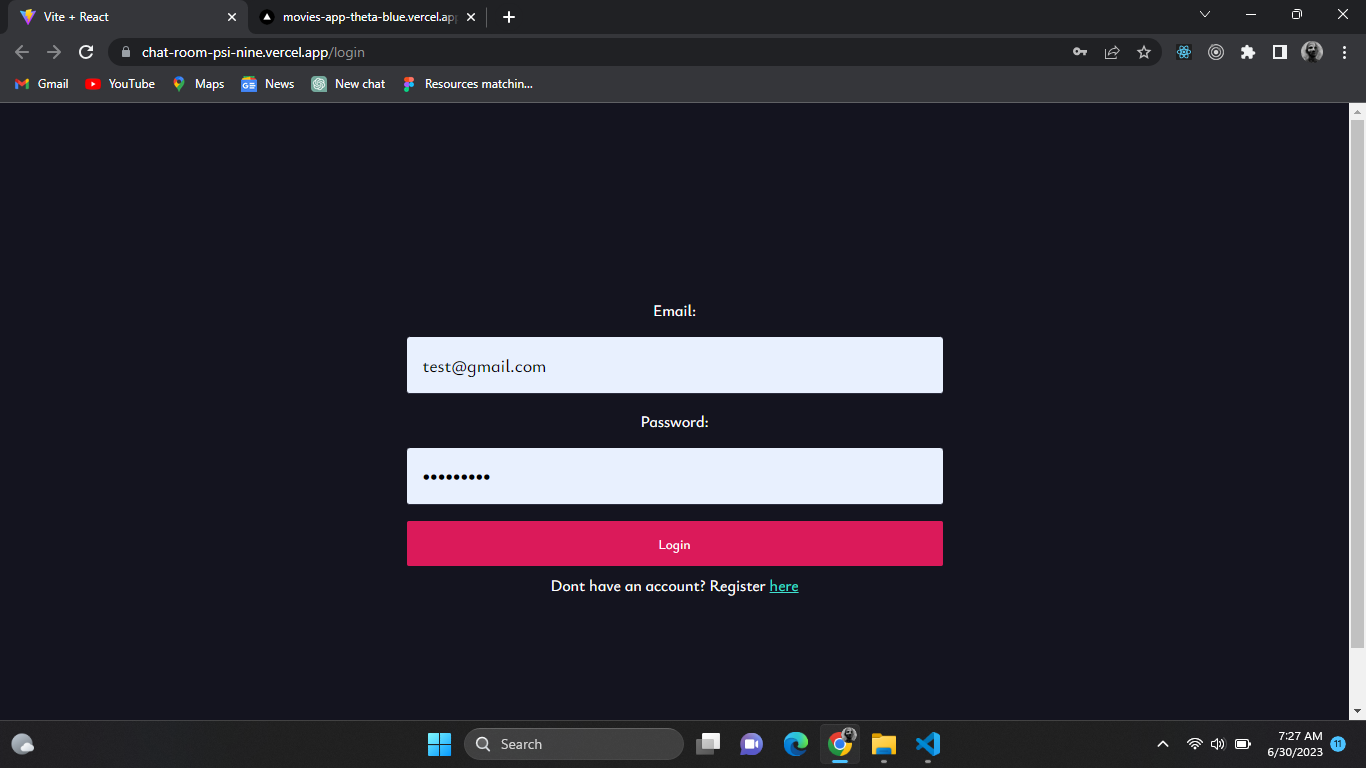 Vite + React
movies-app-theta-blue.vercel.app
chat-room-psi-nine.vercel.app/login
Gmail YouTube Maps News New chat Resources matchin...
Email:
test@gmail.com
Password:
•••••••••
Login
Dont have an account? Register here
Search
7:27 AM
6/30/2023
11